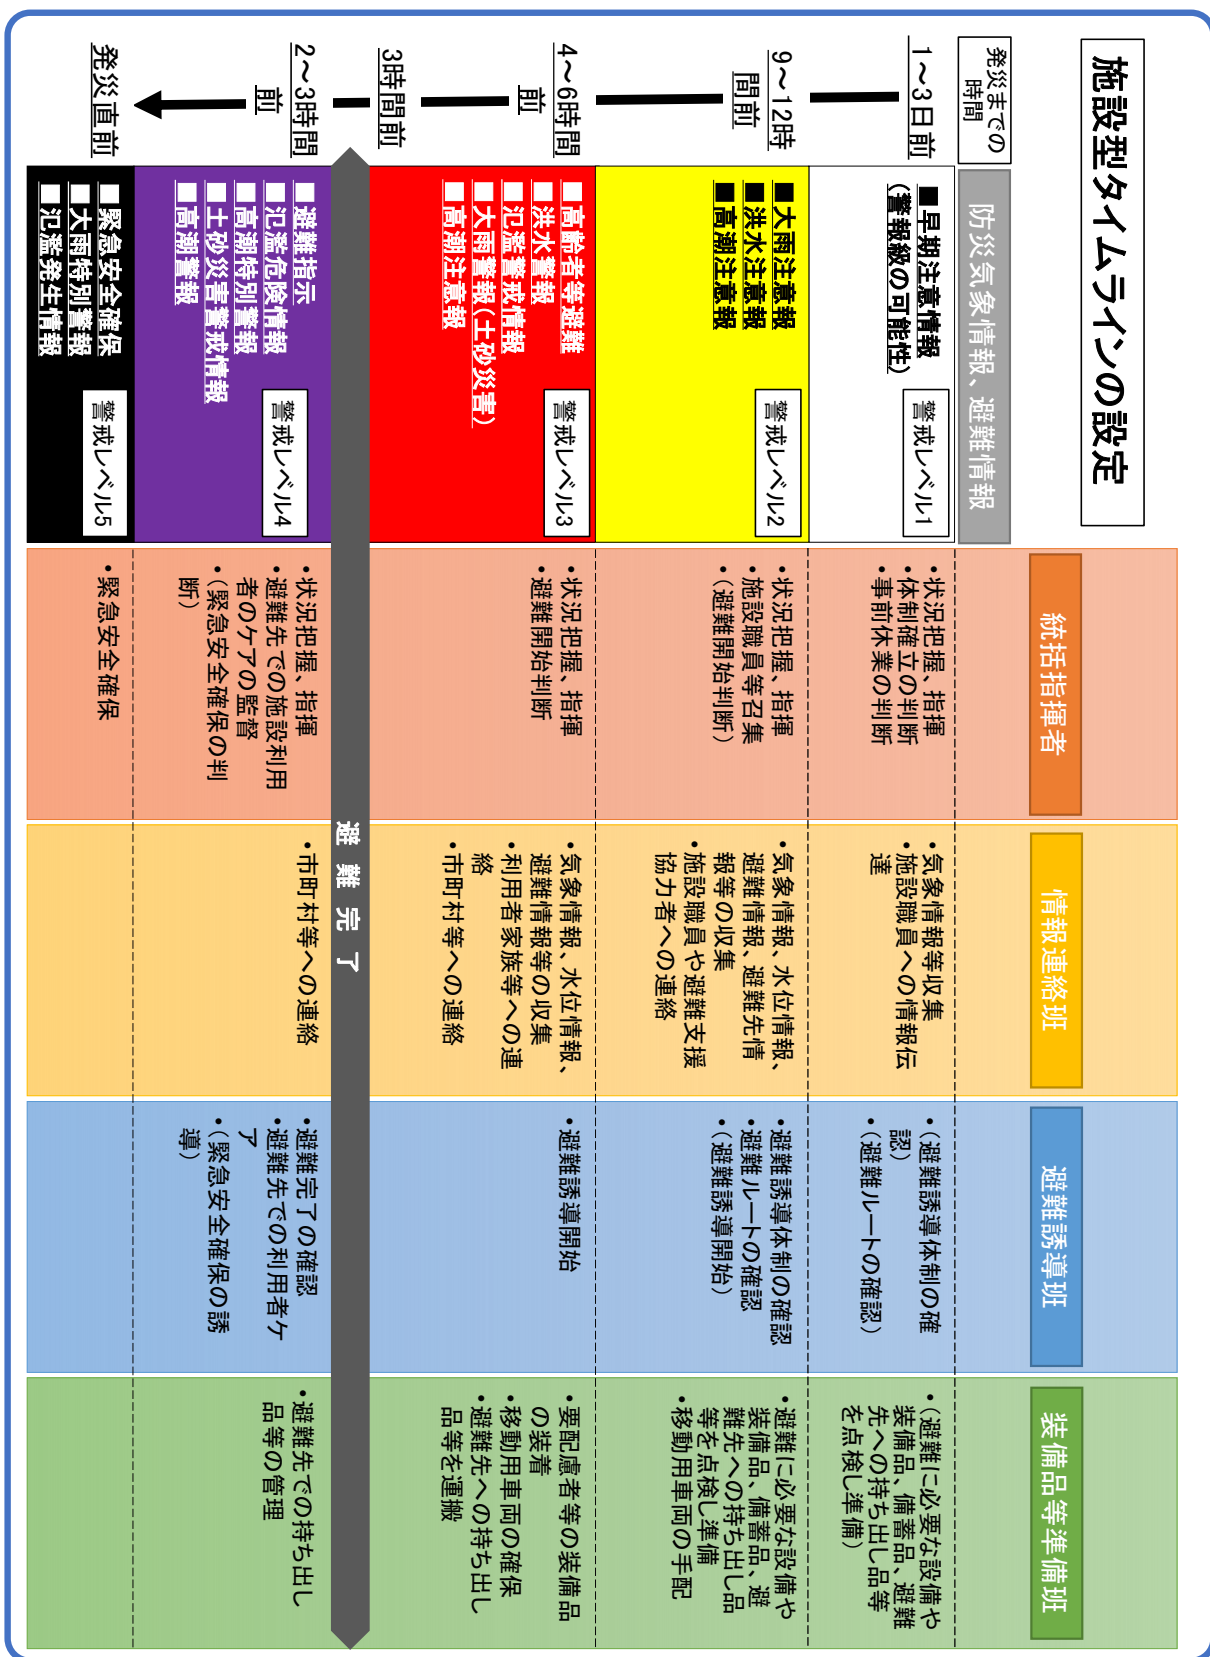 施設型タイムラインの設定
発災までの
時間
防災気象情報、避難情報
統括指揮者
情報連絡班
避難誘導班
装備品等準備班
1～3日前
■早期注意情報
(警報級の可能性)
警戒レベル1
・状況把握、指揮
・体制確立の判断
・事前休業の判断
・気象情報等収集
・施設職員への情報伝
達
・(避難誘導体制の確
認)
・(避難ルートの確認)
・(避難に必要な設備や
装備品、備蓄品、避難
先への持ち出し品等
を点検し準備)
9～12時
間前
■大雨注意報
■洪水注意報
■高潮注意報
警戒レベル2
・状況把握、指揮
・施設職員等召集
・(避難開始判断)
・気象情報、水位情報、
避難情報、避難先情
報等の収集
・施設職員や避難支援
協力者への連絡
・避難誘導体制の確認
・避難ルートの確認
・(避難誘導開始)
・避難に必要な設備や
装備品、備蓄品、避
難先への持ち出し品
等を点検し準備
・移動用車両の手配
4～6時間
前
■高齢者等避難
■洪水警報
■氾濫警戒情報
■大雨警報(土砂災害)
■高潮注意報
警戒レベル3
・状況把握、指揮
・避難開始判断
・気象情報、水位情報、
避難情報等の収集
・利用者家族等への連
絡
・市町村等への連絡
・避難誘導開始
・要配慮者等の装備品
の装着
・移動用車両の確保
・避難先への持ち出し
品等を運搬
3時間前
避難完了
2～3時間
前
■避難指示
■氾濫危険情報
■高潮特別警報
■土砂災害警戒情報
■高潮警報
警戒レベル4
・状況把握、指揮
・避難先での施設利用
者のケアの監督
・(緊急安全確保の判
断)
・市町村等への連絡
・避難完了の確認
・避難先での利用者ケ
ア
・(緊急安全確保の誘
導)
・避難先での持ち出し
品等の管理
発災直前
■緊急安全確保
■大雨特別警報
■氾濫発生情報
警戒レベル5
・緊急安全確保